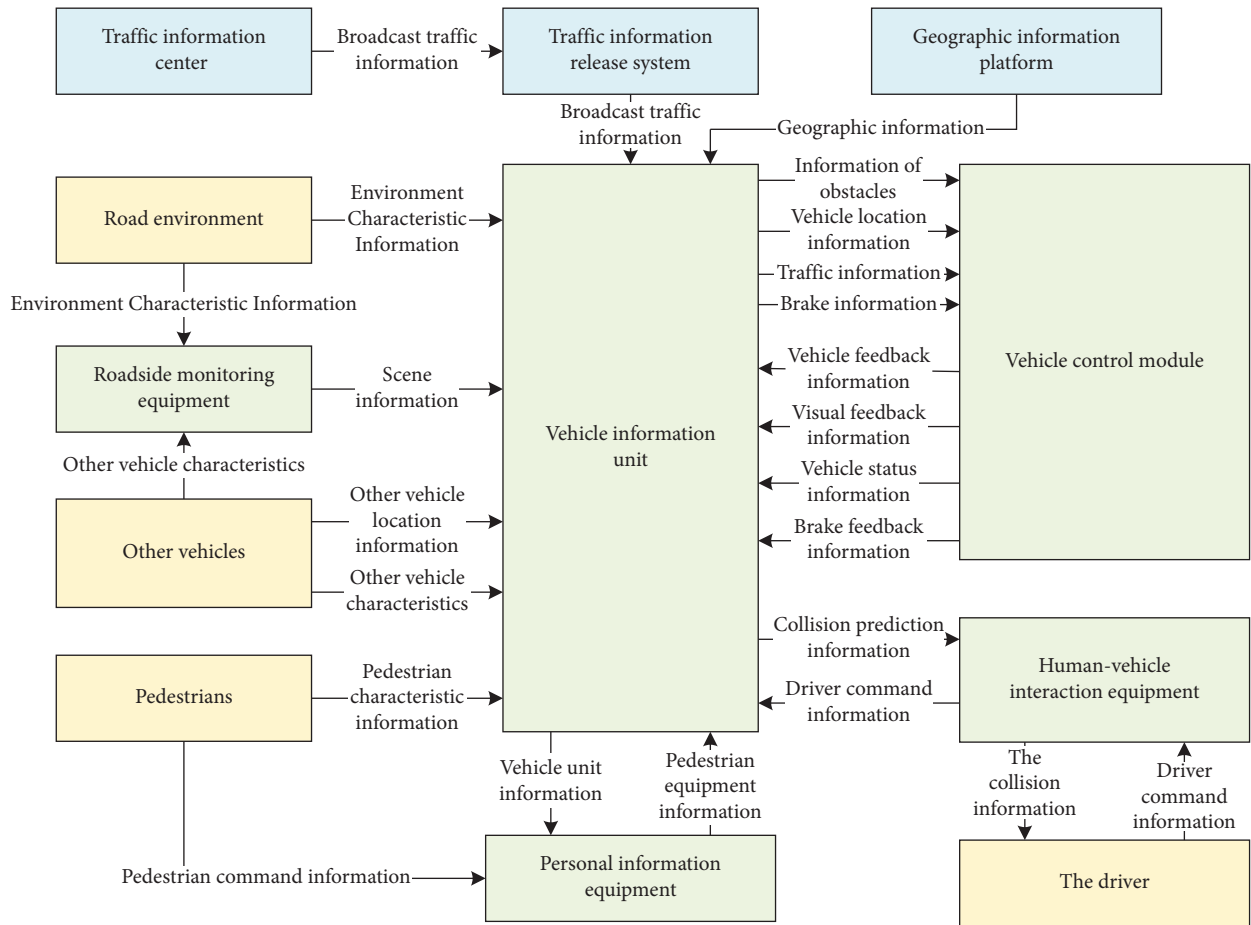 Traffic information
center
Broadcast traffic
information
Traffic information
release system
Geographic information
platform
Broadcast traffic
information
Geographic information
Road environment
Environment
Characteristic
Information
Information of
obstacles
Vehicle location
information
Traffic information
Brake information
Environment Characteristic Information
Roadside monitoring
equipment
Scene
information
Vehicle information
unit
Vehicle feedback
information
Visual feedback
information
Vehicle status
information
Brake feedback
information
Vehicle control module
Other vehicle characteristics
Other vehicles
Other vehicle
location
information
Other vehicle
characteristics
Pedestrians
Pedestrian
characteristic
information
Collision prediction
information
Driver command
information
Human-vehicle
interaction equipment
Vehicle unit
information
Pedestrian
equipment
information
The
collision
information
Driver
command
information
Pedestrian command information
Personal information
equipment
The driver